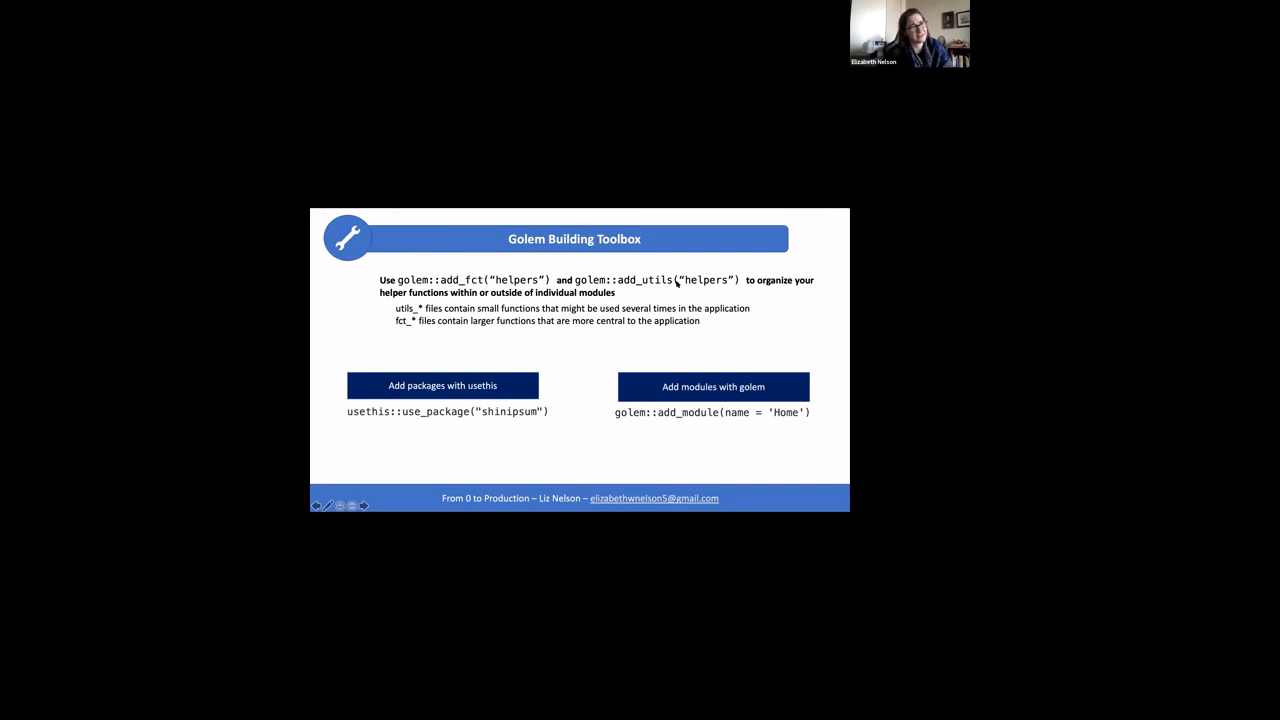 Elizabeth Nelson
Golem Building Toolbox
Use golem::add_fct(“helpers”) and golem::add_utils(“helpers”) to organize your
helper functions within or outside of individual modules
utils_* files contain small functions that might be used several times in the application
fct_* files contain larger functions that are more central to the application
Add packages with usethis
Add modules with golem
usethis::use_package("shinipsum")
golem::add_module(name = 'Home')
From 0 to Production – Liz Nelson – elizabethwnelson5@gmail.com